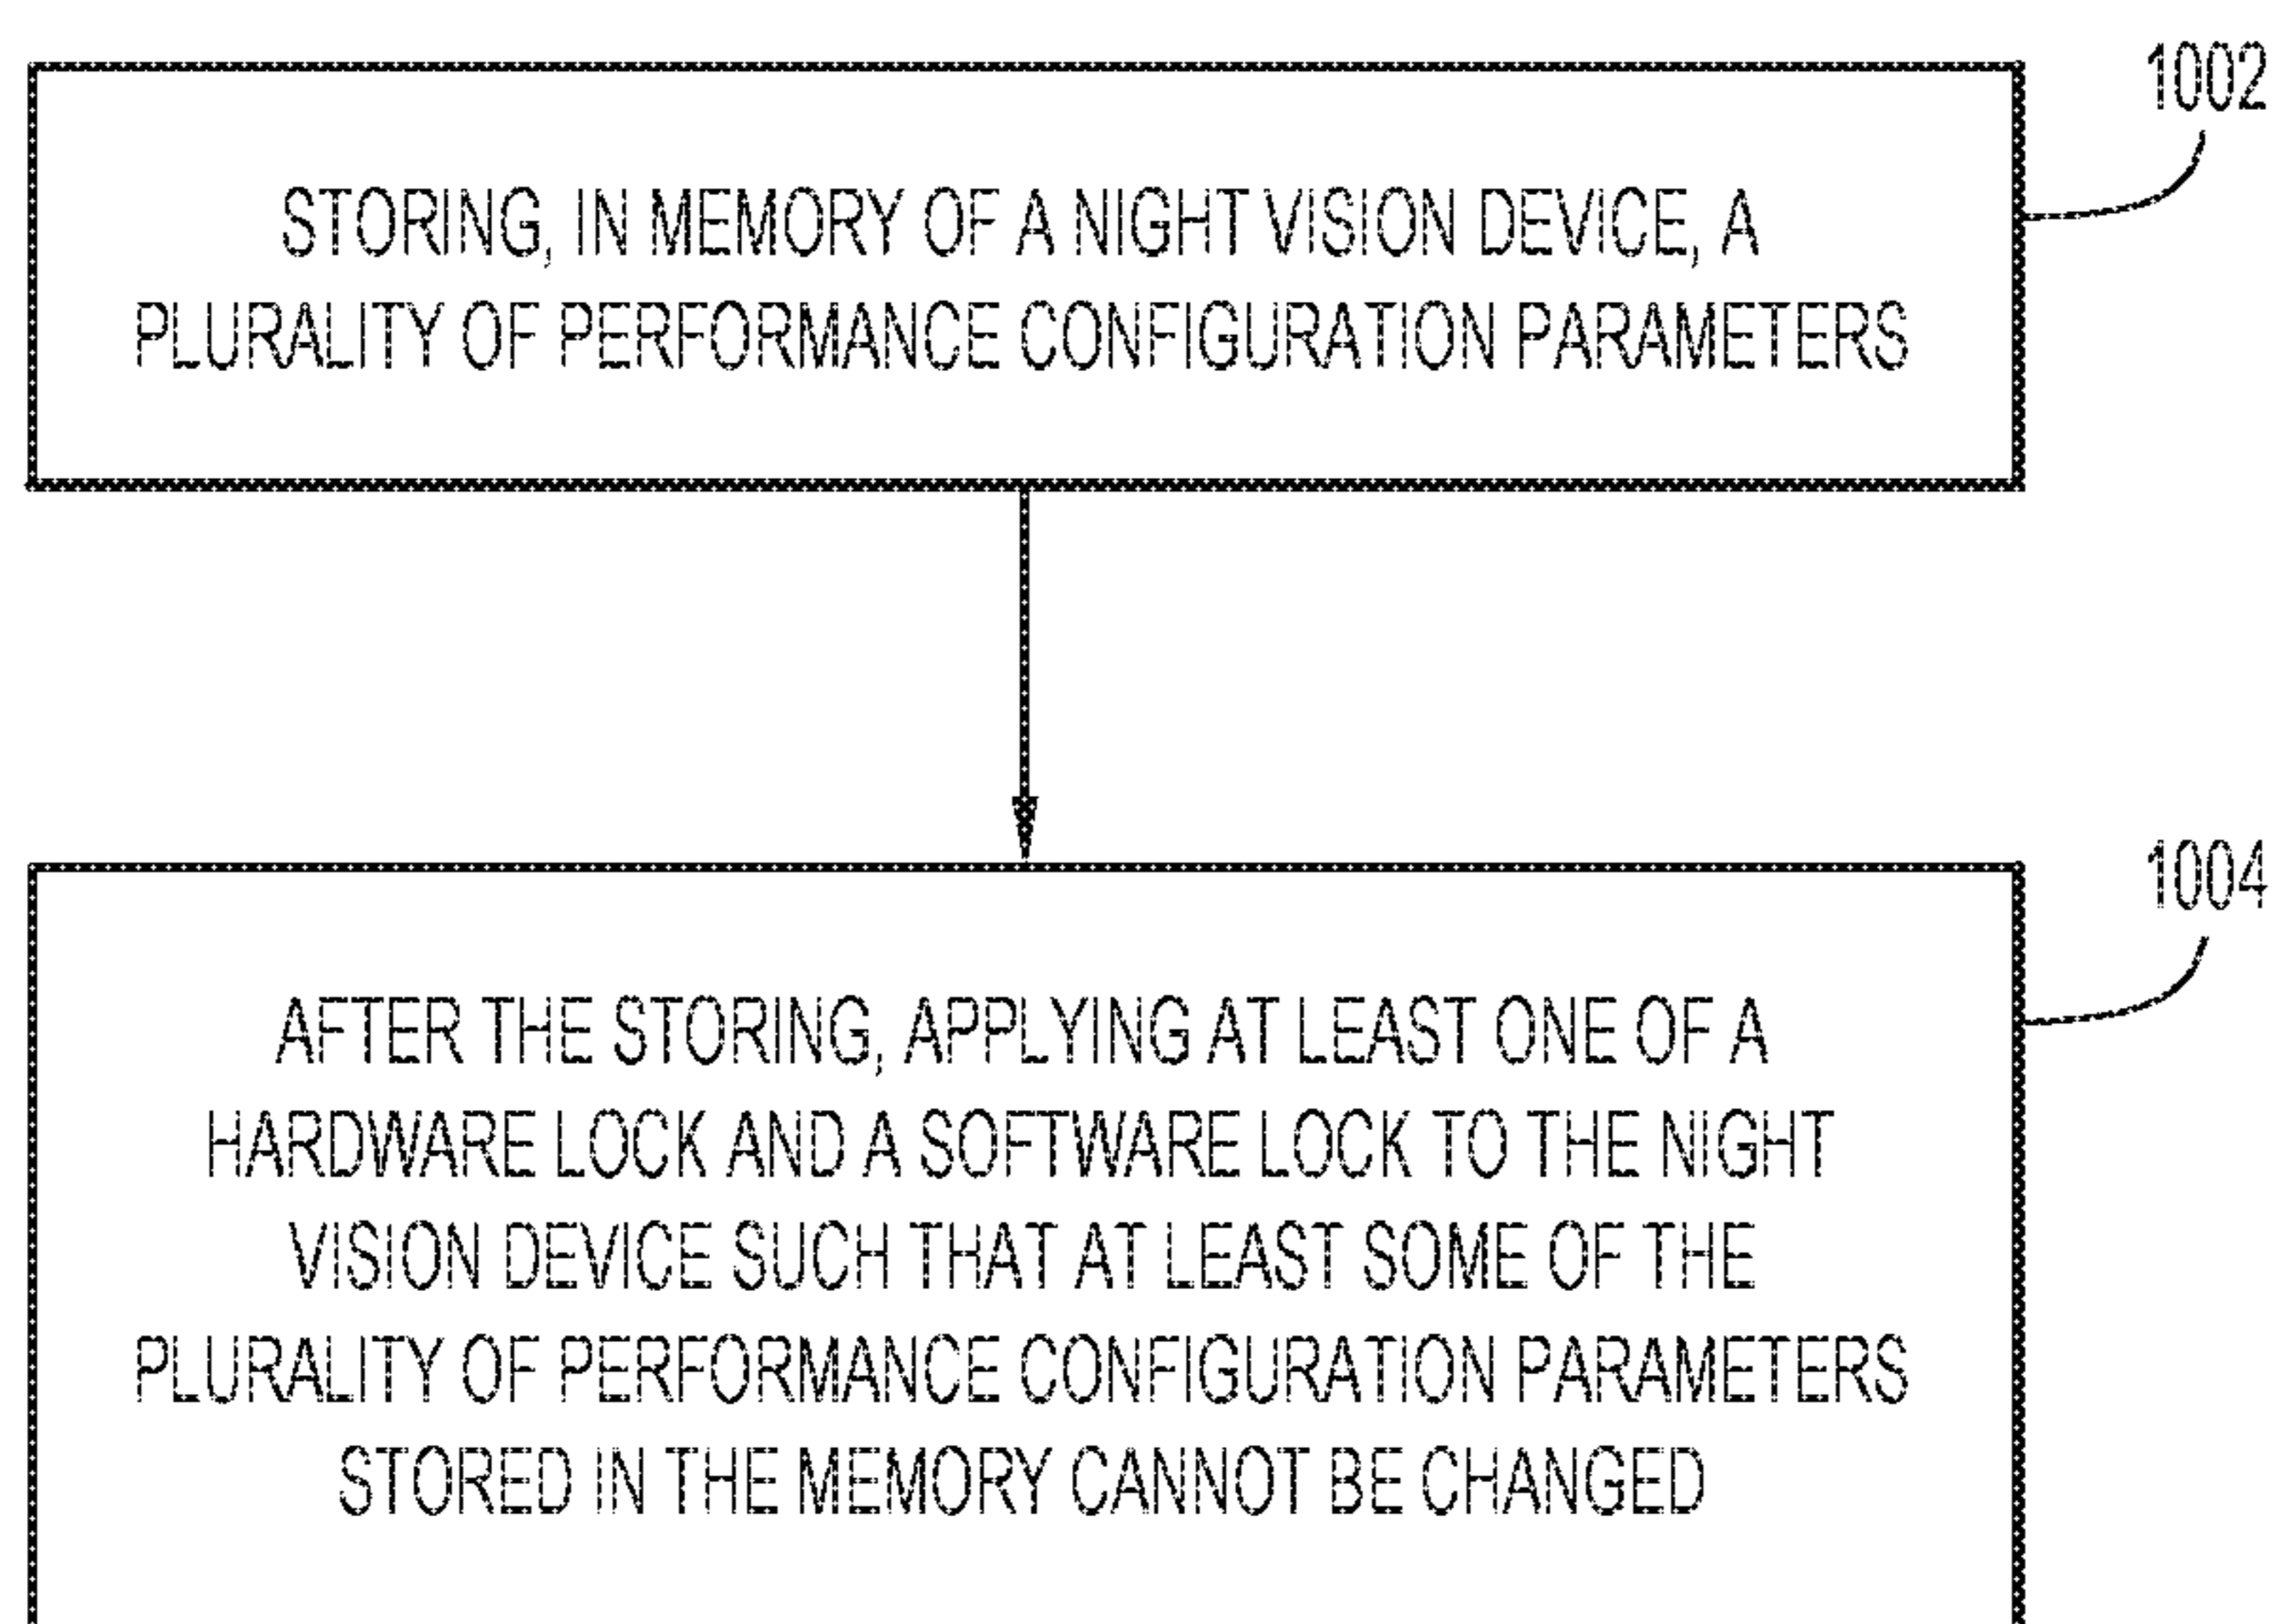 1002
STORING, IN MEMORY OF A NIGHT VISION DEVICE, A
PLURALITY OF PERFORMANCE CONFIGURATION PARAMETERS
1004
AFTER THE STORING, APPLYING AT LEAST ONE OF A
HARDWARE LOCK AND A SOFTWARE LOCK TO THE NIGHT
VISION DEVICE SUCH THAT AT LEAST SOME OF THE
PLURALITY OF PERFORMANCE CONFIGURATION PARAMETERS
STORED IN THE MEMORY CANNOT BE CHANGED